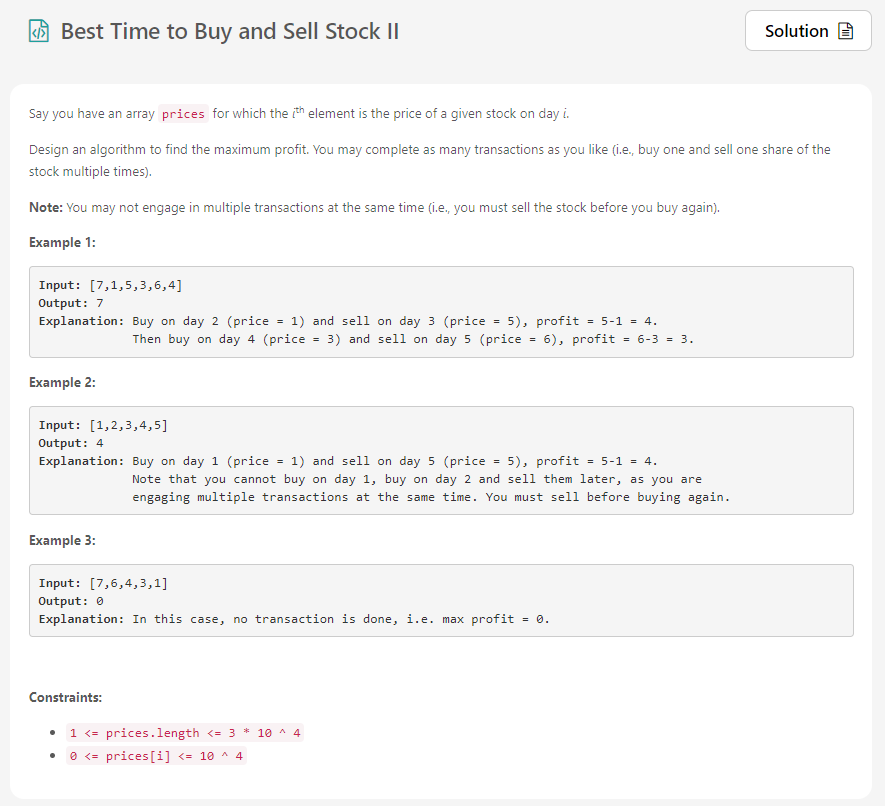 Best Time to Buy and Sell Stock II
Solution
Say you have an array prices for which the ith element is the price of a given stock on day i.
Design an algorithm to find the maximum profit. You may complete as many transactions as you like (i.e., buy one and sell one share of the
stock multiple times).
Note: You may not engage in multiple transactions at the same time (i.e., you must sell the stock before you buy again).
Example 1:
Input: [7,1,5,3,6,4]
Output: 7
Explanation: Buy on day 2 (price = 1) and sell on day 3 (price = 5), profit = 5-1 = 4.
Then buy on day 4 (price = 3) and sell on day 5 (price = 6), profit = 6-3 = 3.
Example 2:
Input: [1,2,3,4,5]
Output: 4
Explanation: Buy on day 1 (price = 1) and sell on day 5 (price = 5), profit = 5-1 = 4.
Note that you cannot buy on day 1, buy on day 2 and sell them later, as you are
engaging multiple transactions at the same time. You must sell before buying again.
Example 3:
Input: [7,6,4,3,1]
Output: 0
Explanation: In this case, no transaction is done, i.e. max profit = 0.
Constraints:
1 <= prices.length <= 3 * 10 ^ 4
0 <= prices[i] <= 10 ^ 4